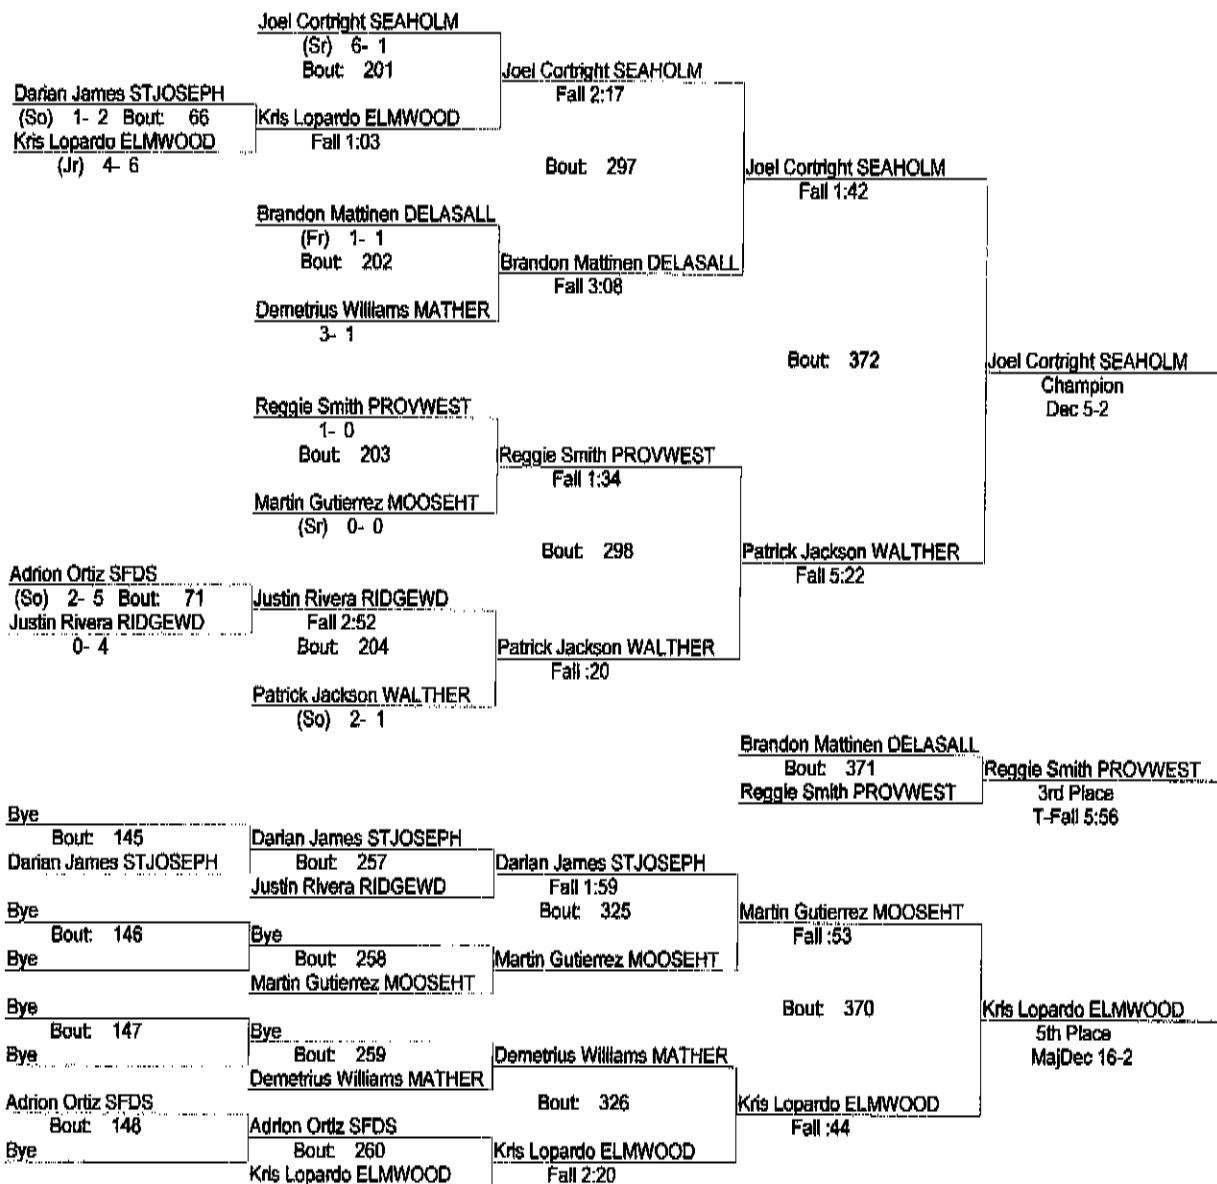 Joel Cortright SEAHOLM
(Sr) 6- 1
Bout: 201
Joel Cortright SEAHOLM
Fall 2:17
Darian James STJOSEPH
(So) 1- 2 Bout: 66
Kris Lopardo ELMWOOD
(Jr) 4- 6
Kris Lopardo ELMWOOD
Fall 1:03
Bout: 297
Joel Cortright SEAHOLM
Fall 1:42
Brandon Mattinen DELASALL
(Fr) 1- 1
Bout: 202
Brandon Mattinen DELASALL
Fall 3:08
Demetrius Williams MATHER
3- 1
Bout: 372
Joel Cortright SEAHOLM
Champion
Dec 5-2
Reggie Smith PROVWEST
1- 0
Bout: 203
Reggie Smith PROVWEST
Fall 1:34
Martin Gutierrez MOOSEHT
(Sr) 0- 0
Bout: 298
Patrick Jackson WALTHER
Fall 5:22
Adrion Ortiz SFDS
(So) 2- 5 Bout: 71
Justin Rivera RIDGEWD
0- 4
Justin Rivera RIDGEWD
Fall 2:52
Bout: 204
Patrick Jackson WALTHER
Fall :20
Patrick Jackson WALTHER
(So) 2- 1
Brandon Mattinen DELASALL
Bout: 371
Reggie Smith PROVWEST
Reggie Smith PROVWEST
3rd Place
T-Fall 5:56
Bye
Bout: 145
Darian James STJOSEPH
Darian James STJOSEPH
Bout: 257
Justin Rivera RIDGEWD
Darian James STJOSEPH
Fall 1:59
Bout: 325
Martin Gutierrez MOOSEHT
Fall :53
Bye
Bout: 146
Bye
Bye
Bout: 258
Martin Gutierrez MOOSEHT
Martin Gutierrez MOOSEHT
Bout: 370
Kris Lopardo ELMWOOD
5th Place
MajDec 16-2
Bye
Bout: 147
Bye
Bye
Bout: 259
Demetrius Williams MATHER
Demetrius Williams MATHER
Bout: 326
Kris Lopardo ELMWOOD
Fall :44
Adrion Ortiz SFDS
Bout: 148
Bye
Adrion Ortiz SFDS
Bout: 260
Kris Lopardo ELMWOOD
Kris Lopardo ELMWOOD
Fall 2:20